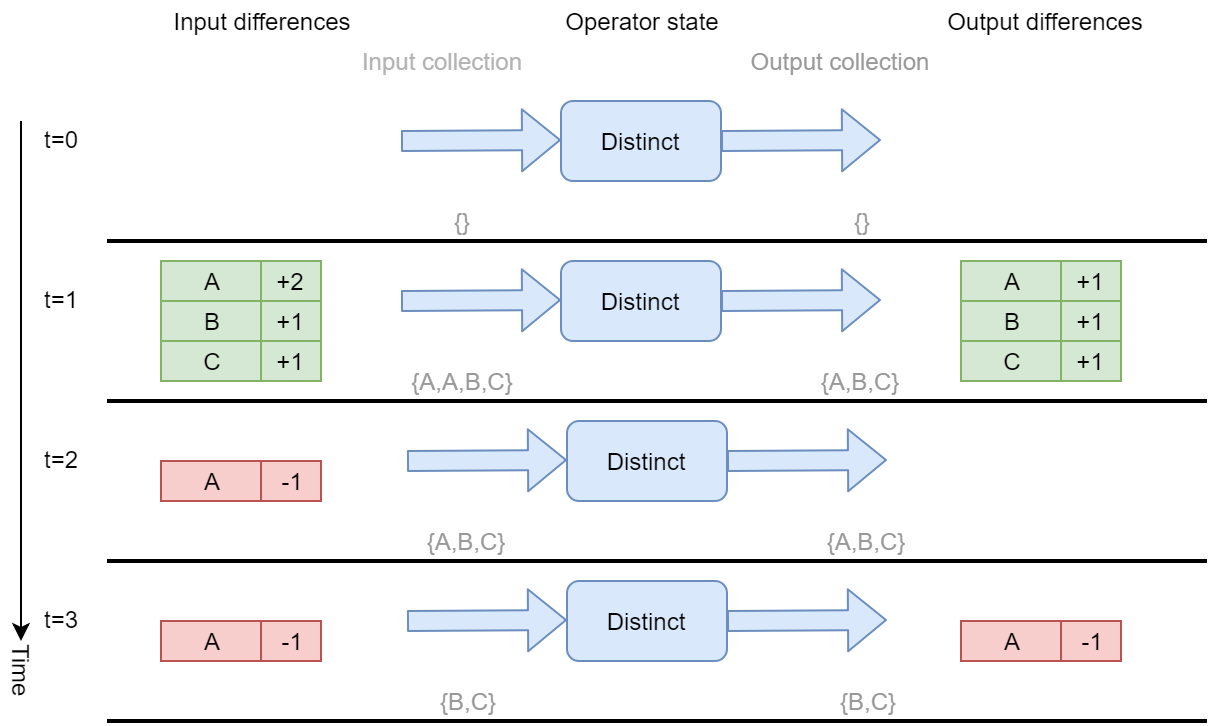 Input differences
Operator state
Output differences
Input collection
Output collection
t=0
Distinct
{}
{}
t=1
A +2
B +1
C +1
Distinct
A +1
B +1
C +1
{A,A,B,C}
{A,B,C}
t=2
A -1
Distinct
{A,B,C}
{A,B,C}
t=3
A -1
Distinct
A -1
{B,C}
{B,C}
Time